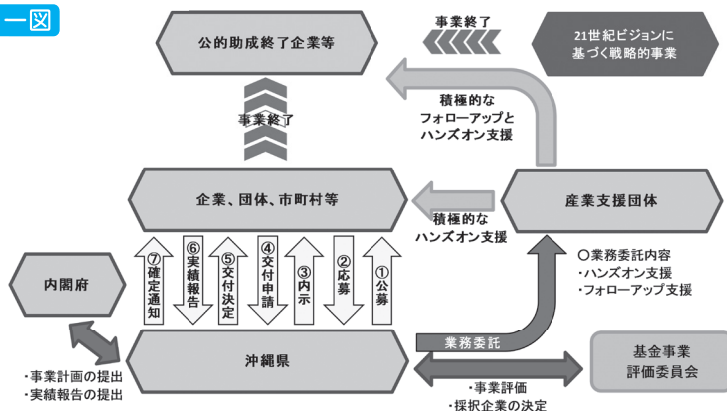 一図
公的助成終了企業等
事業終了
21世紀ビジョンに
基づく戦略的事業
事業終了
積極的な
フォローアップと
ハンズオン支援
企業、団体、市町村等
積極的な
ハンズオン支援
産業支援団体
⑦確定通知
⑥実績報告
⑤交付決定
④交付申請
③内示
②応募
①公募
〇業務委託内容
・ハンズオン支援
・フォローアップ支援
内閣府
沖縄県
業務委託
基金事業
評価委員会
・事業計画の提出
・実績報告の提出
・事業評価
・採択企業の決定